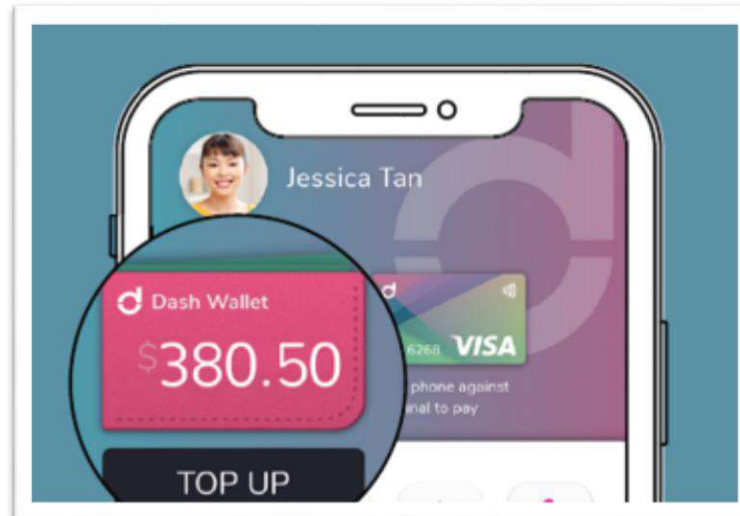 Jessica Tan
Dash Wallet
$380.50
6268 VISA
phone against
inal to pay
TOP UP